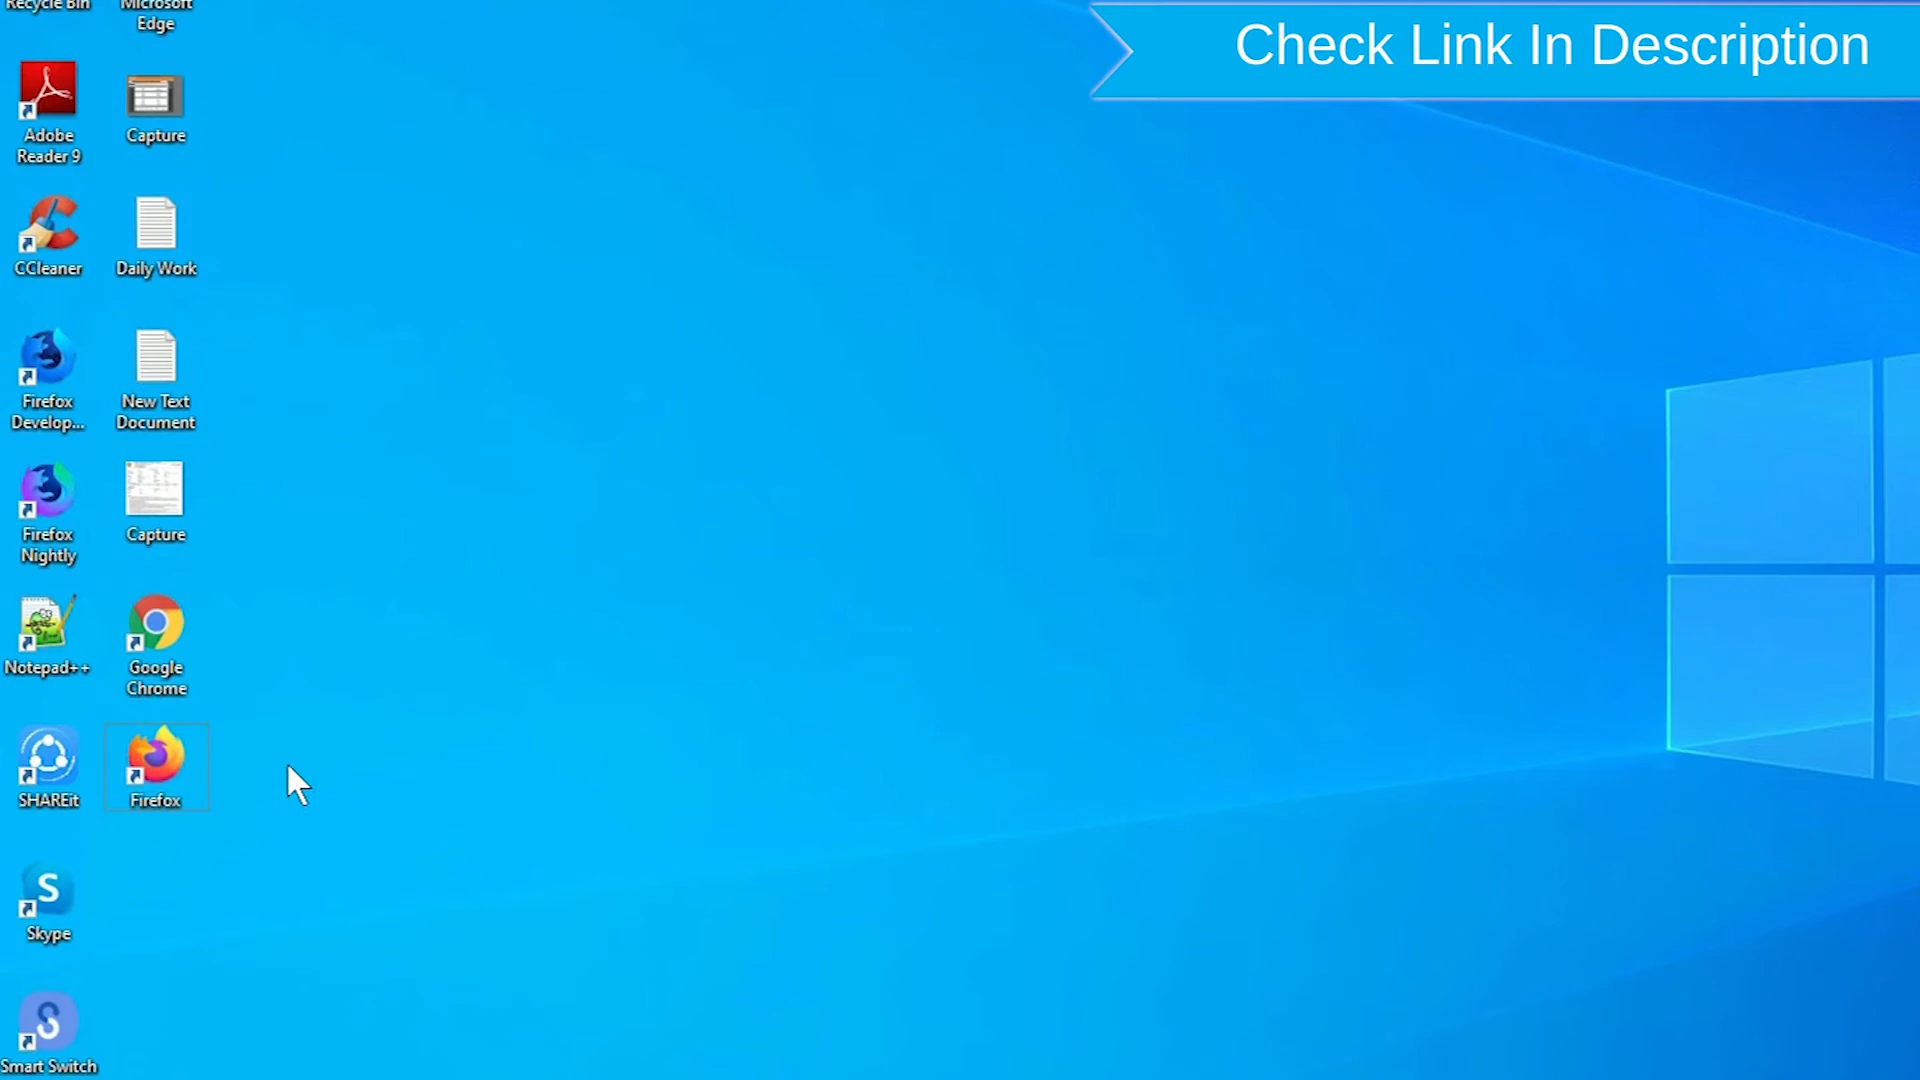 Recycle Bin
Microsoft
Edge
Check Link In Description
Adobe
Reader 9
Capture
CCleaner
Daily Work
Firefox
Develop...
New Text
Document
Firefox
Nightly
Capture
Notepad++
Google
Chrome
SHAREit
Firefox
Skype
Smart Switch